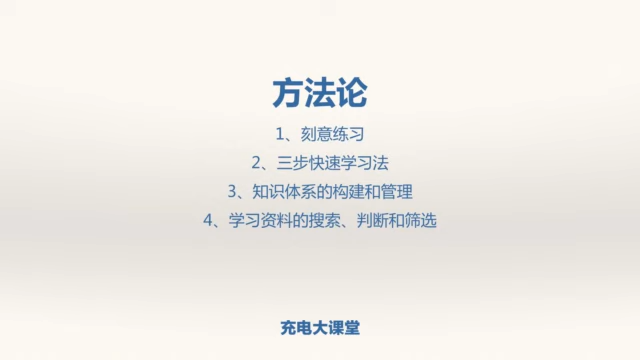 方法论
1、刻意练习
2、三步快速学习法
3、知识体系的构建和管理
4、学习资料的搜索、判断和筛选
充电大课堂